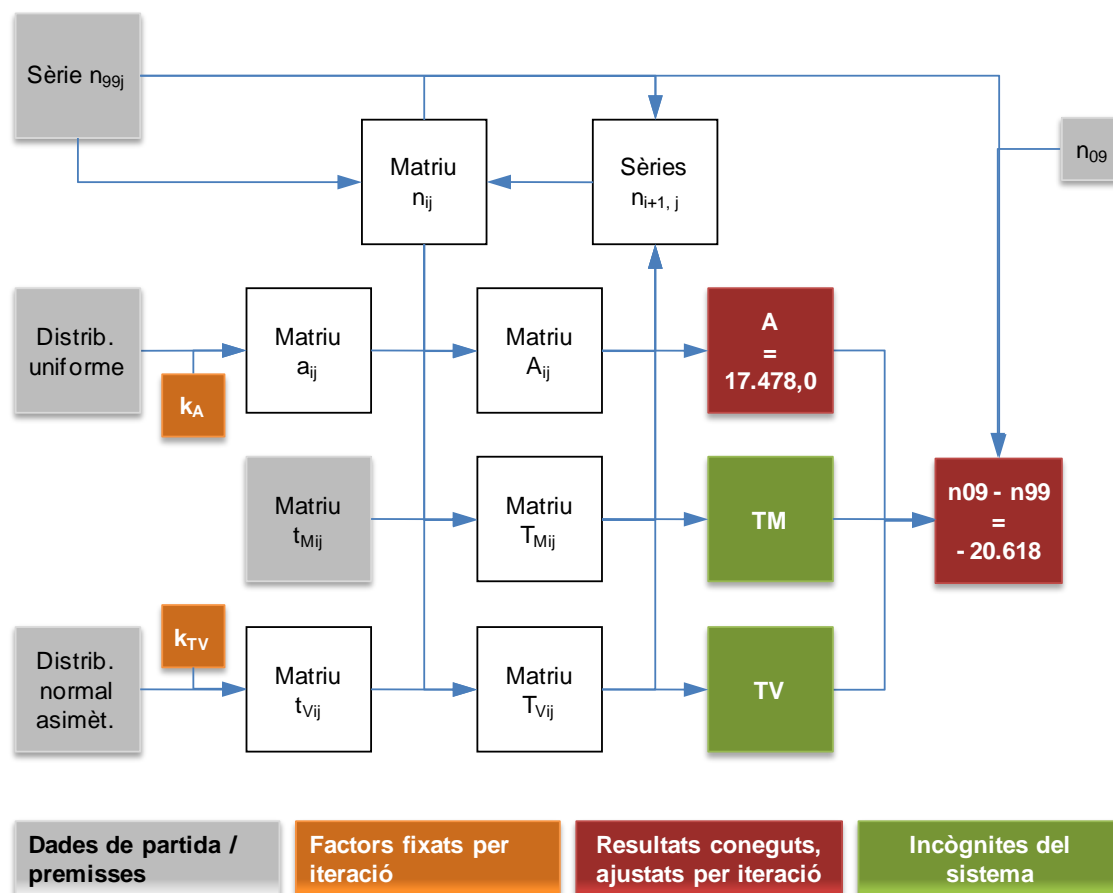 Sèrie n99j
Matriu
nij
Sèries
ni+1, j
n09
Distrib.
uniforme
kA
Matriu
aij
Matriu
Aij
A
=
17.478,0
Matriu
tMij
Matriu
TMij
TM
n09 - n99
=
- 20.618
Distrib.
normal
asimèt.
kTV
Matriu
tVij
Matriu
TVij
TV
Dades de partida /
premisses
Factors fixats per
iteració
Resultats coneguts,
ajustats per iteració
Incògnites del
sistema